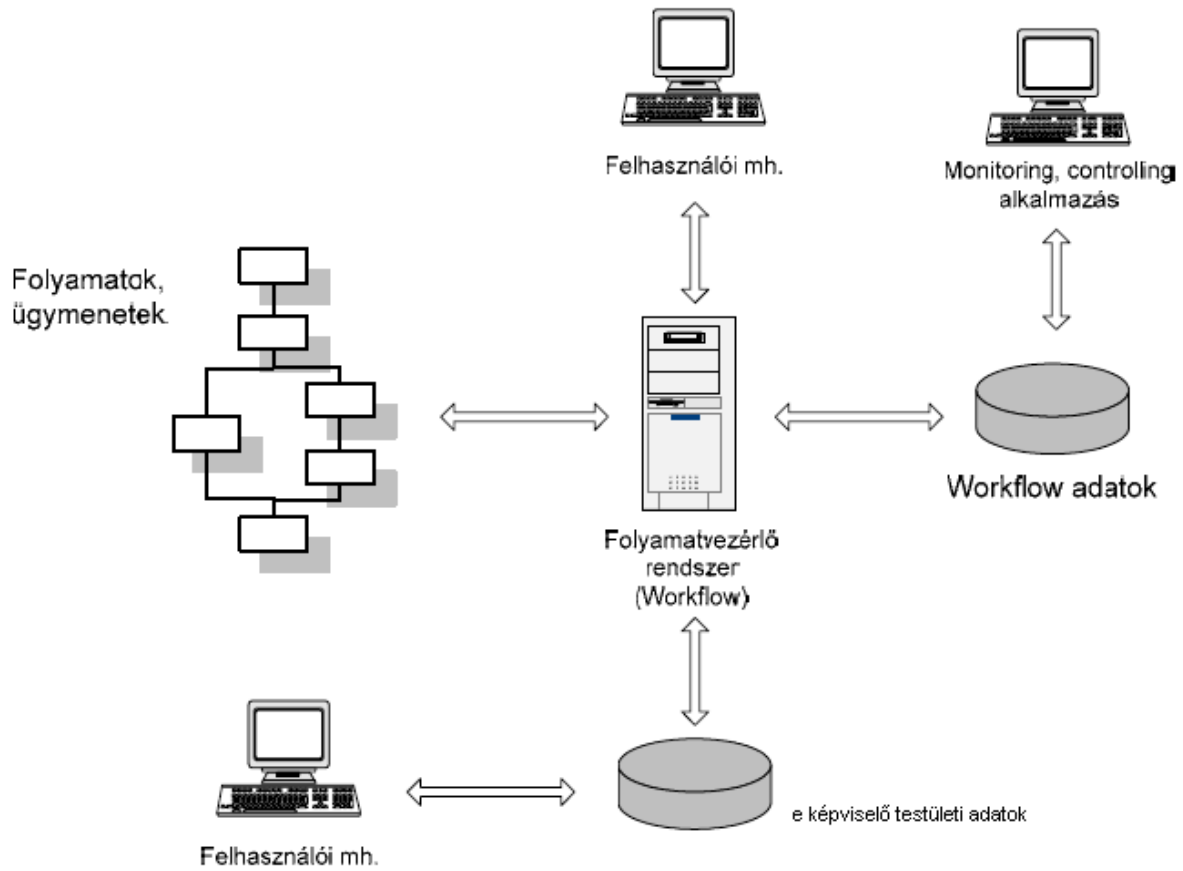 Felhasználói mh.
Monitoring, controlling
alkalmazás
Folyamatok,
ügymenetek.
Workflow adatok
Folyamatvezérlő
rendszer
(Workflow)
e képviselő testületi adatok
Felhasználói mh.